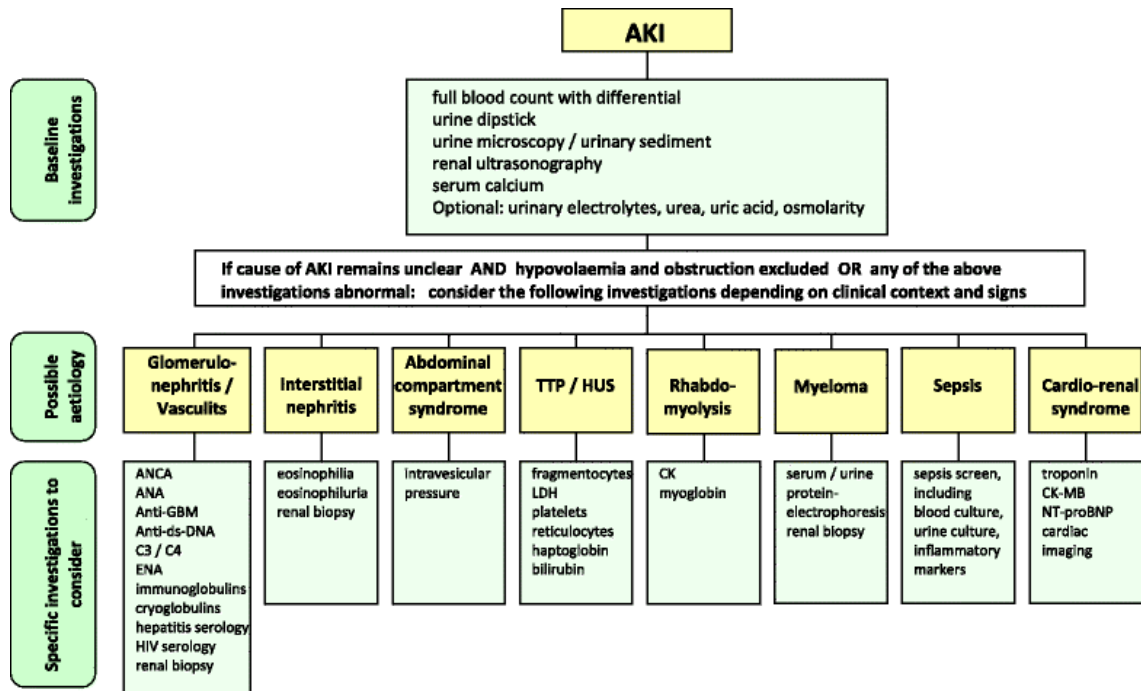 AKI
Baseline
investigations
full blood count with differential
urine dipstick
urine microscopy / urinary sediment
renal ultrasonography
serum calcium
Optional: urinary electrolytes, urea, uric acid, osmolarity
If cause of AKI remains unclear AND hypovolaemia and obstruction excluded OR any of the above
investigations abnormal: consider the following investigations depending on clinical context and signs
Possible
aetiology
Glomerulo-
nephritis /
Vasculits
Interstitial
nephritis
Abdominal
compartment
syndrome
TTP / HUS
Rhabdo-
myolysis
Myeloma
Sepsis
Cardio-renal
syndrome
Specific investigations to
consider
ANCA
ANA
Anti-GBM
Anti-ds-DNA
C3 / C4
ENA
immunoglobulins
cryoglobulins
hepatitis serology
HIV serology
renal biopsy
eosinophilia
eosinophiluria
renal biopsy
intravesicular
pressure
fragmentocytes
LDH
platelets
reticulocytes
haptoglobin
bilirubin
CK
myoglobin
serum / urine
protein-
electrophoresis
renal biopsy
sepsis screen,
including
blood culture,
urine culture,
inflammatory
markers
troponin
CK-MB
NT-proBNP
cardiac
imaging